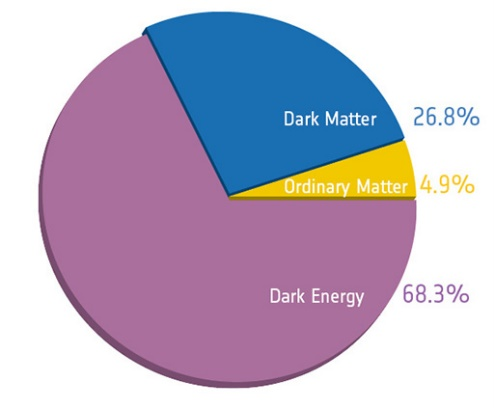 Dark Matter 26.8%
Ordinary Matter 4.9%
Dark Energy 68.3%